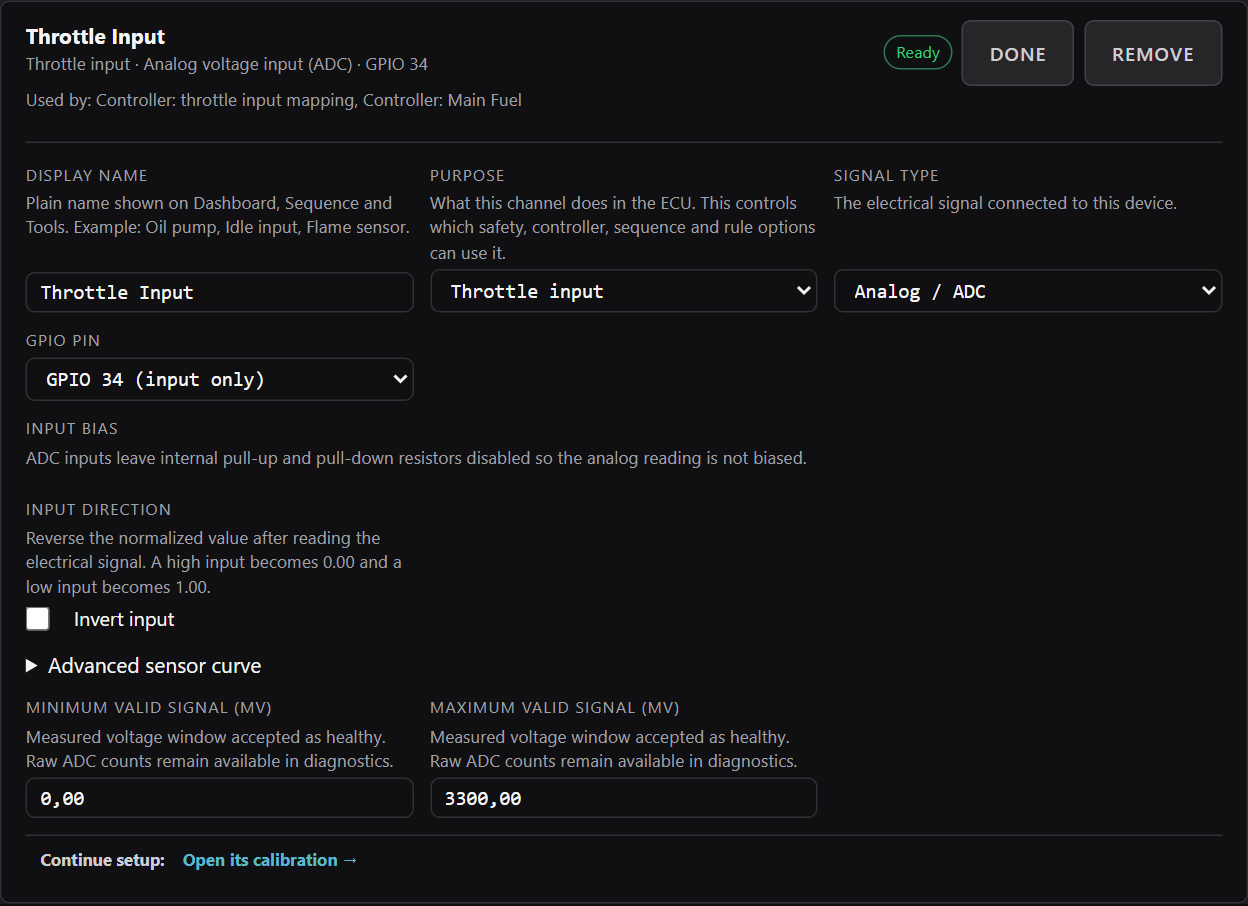 Throttle Input
Throttle input · Analog voltage input (ADC) · GPIO 34
Used by: Controller: throttle input mapping, Controller: Main Fuel
Ready
DONE
REMOVE
DISPLAY NAME
Plain name shown on Dashboard, Sequence and
Tools. Example: Oil pump, Idle input, Flame sensor.
Throttle Input
PURPOSE
What this channel does in the ECU. This controls
which safety, controller, sequence and rule options
can use it.
Throttle input
SIGNAL TYPE
The electrical signal connected to this device.
Analog / ADC
GPIO PIN
GPIO 34 (input only)
INPUT BIAS
ADC inputs leave internal pull-up and pull-down resistors disabled so the analog reading is not biased.
INPUT DIRECTION
Reverse the normalized value after reading the
electrical signal. A high input becomes 0.00 and a
low input becomes 1.00.
Invert input
Advanced sensor curve
MINIMUM VALID SIGNAL (MV)
Measured voltage window accepted as healthy.
Raw ADC counts remain available in diagnostics.
0,00
MAXIMUM VALID SIGNAL (MV)
Measured voltage window accepted as healthy.
Raw ADC counts remain available in diagnostics.
3300,00
Continue setup: Open its calibration →